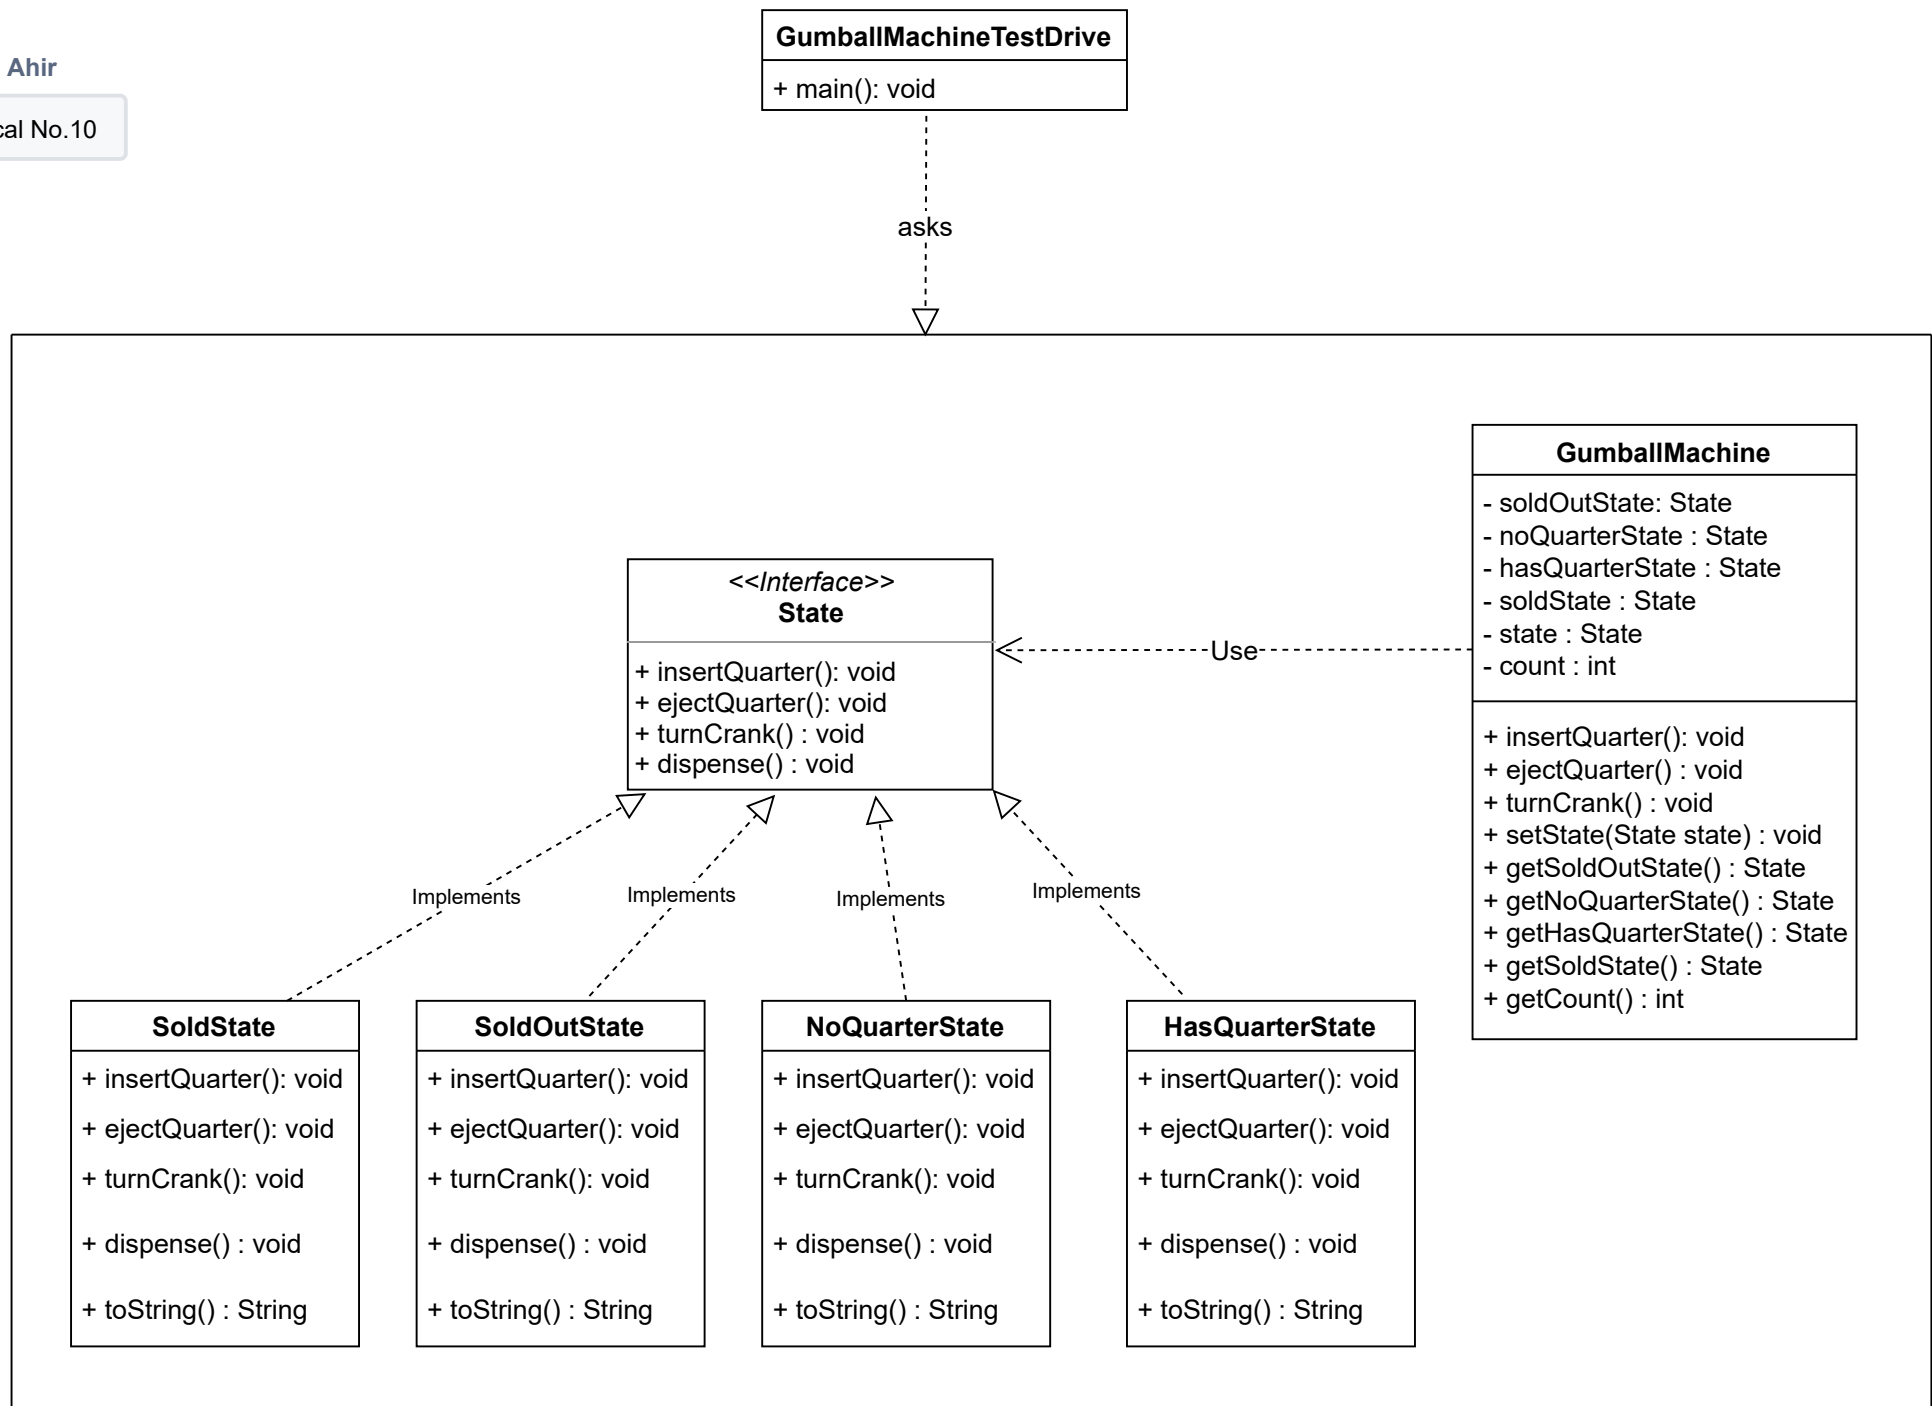 Ahir
No.10
GumballMachineTestDrive
+ main(): void
asks
GumballMachine
- soldOutState: State
- noQuarterState : State
- hasQuarterState : State
- soldState : State
- state : State
- count : int
+ insertQuarter(): void
+ ejectQuarter() : void
+ turnCrank() : void
+ setState(State state) : void
+ getSoldOutState() : State
+ getNoQuarterState() : State
+ getHasQuarterState() : State
+ getSoldState() : State
+ getCount() : int
<<Interface>>
State
+ insertQuarter(): void
+ ejectQuarter(): void
+ turnCrank() : void
+ dispense() : void
Use
Implements
Implements
Implements
Implements
SoldState
+ insertQuarter(): void
+ ejectQuarter(): void
+ turnCrank(): void
+ dispense() : void
+ toString() : String
SoldOutState
+ insertQuarter(): void
+ ejectQuarter(): void
+ turnCrank(): void
+ dispense() : void
+ toString() : String
NoQuarterState
+ insertQuarter(): void
+ ejectQuarter(): void
+ turnCrank(): void
+ dispense() : void
+ toString() : String
HasQuarterState
+ insertQuarter(): void
+ ejectQuarter(): void
+ turnCrank(): void
+ dispense() : void
+ toString() : String